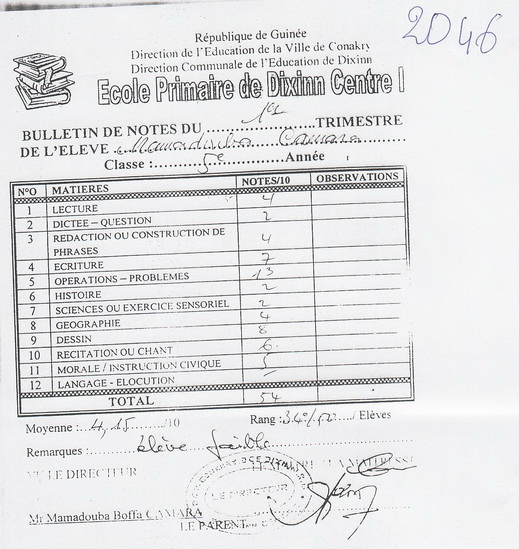 2046
République de Guinée
Direction de l'Education de la Ville de Conakry
Direction Communale de l'Education de Dixinn
Ecole Primaire de Dixinn Centre I
BULLETIN DE NOTES DU 1er TRIMESTRE
DE L'ELEVE Mamadouba Camara
Classe : 5e Année
N°O MATIERES NOTES/10 OBSERVATIONS
1 LECTURE 4
2 DICTEE – QUESTION 2
3 REDACTION OU CONSTRUCTION DE PHRASES 4
4 ECRITURE 7
5 OPERATIONS – PROBLEMES 13
6 HISTOIRE 2
7 SCIENCES OU EXERCICE SENSORIEL 2
8 GEOGRAPHIE 4
9 DESSIN 8
10 RECITATION OU CHANT 6
11 MORALE / INSTRUCTION CIVIQUE 5
12 LANGAGE - ELOCUTION
TOTAL 54
Moyenne : 4,15 /10 Rang : 34e/50 / Elèves
Remarques : élève faible
LE DIRECTEUR
LE DIRECTEUR
Mr Mamadouba Boffa CAMARA
LE PARENT